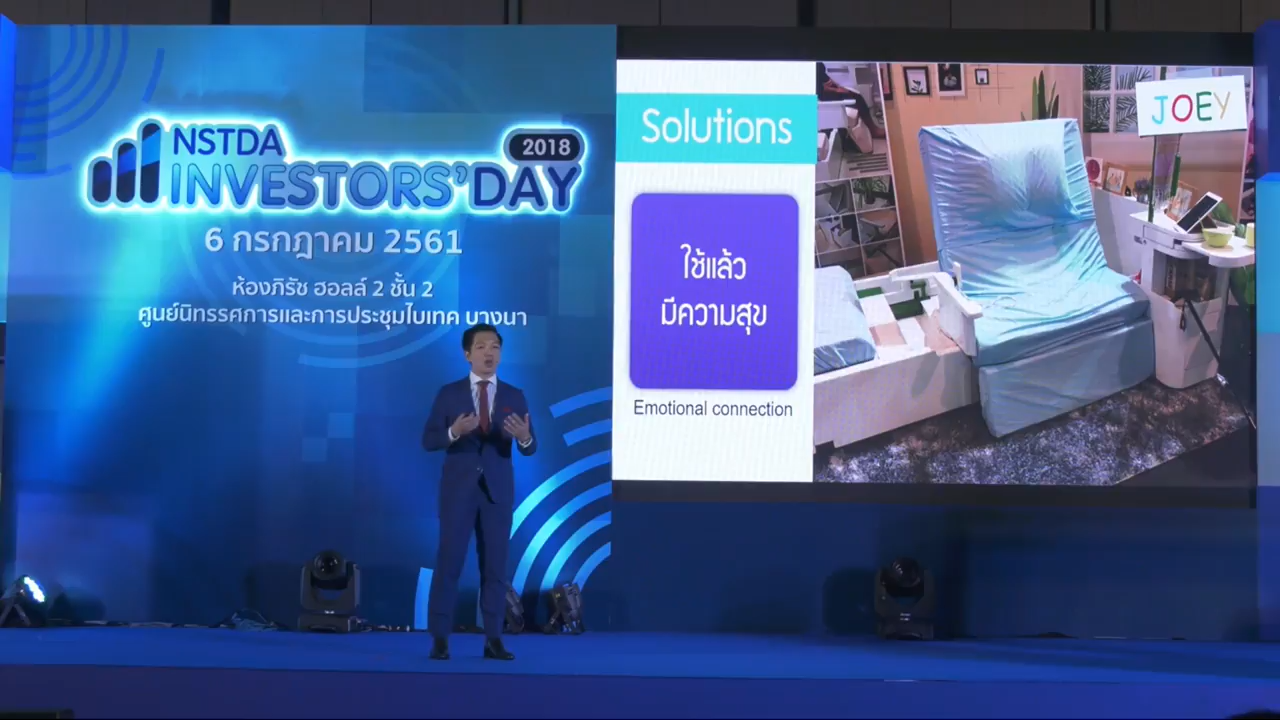 NSTDA
2018
INVESTORS' DAY
6 กรกฎาคม 2561
ห้องภิรัช ฮอลล์ 2 ชั้น 2
ศูนย์นิทรรศการและการประชุมไบเทค บางนา
Solutions
ใช้แล้ว
มีความสุข
Emotional connection
JOEY